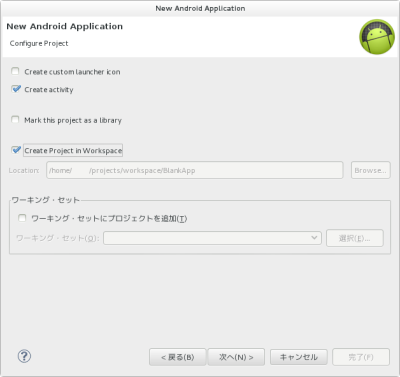 New Android Application
New Android Application
Configure Project
Create custom launcher icon
Create activity
Mark this project as a library
Create Project in Workspace
Location: /home/ /projects/workspace/BlankApp Browse...
ワーキング・セット
ワーキング・セットにプロジェクトを追加(T)
ワーキング・セット(O): 選択(E)...
? < 戻る(B) 次へ(N) > キャンセル 完了(F)